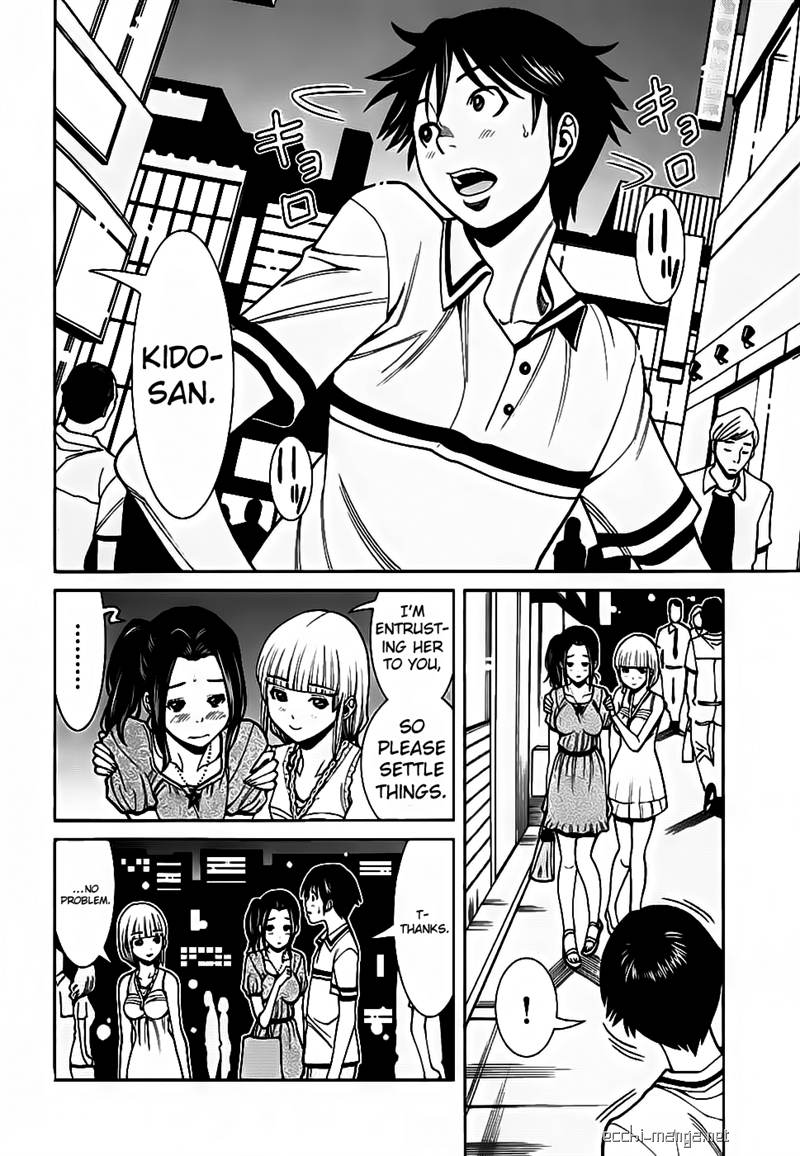 キョロ
キョロ
KIDO-
SAN.
I'M
ENTRUST-
ING HER
TO YOU,
SO
PLEASE
SETTLE
THINGS.
.........
!
T-
THANKS.
...NO
PROBLEM.
ecchi-manga.net